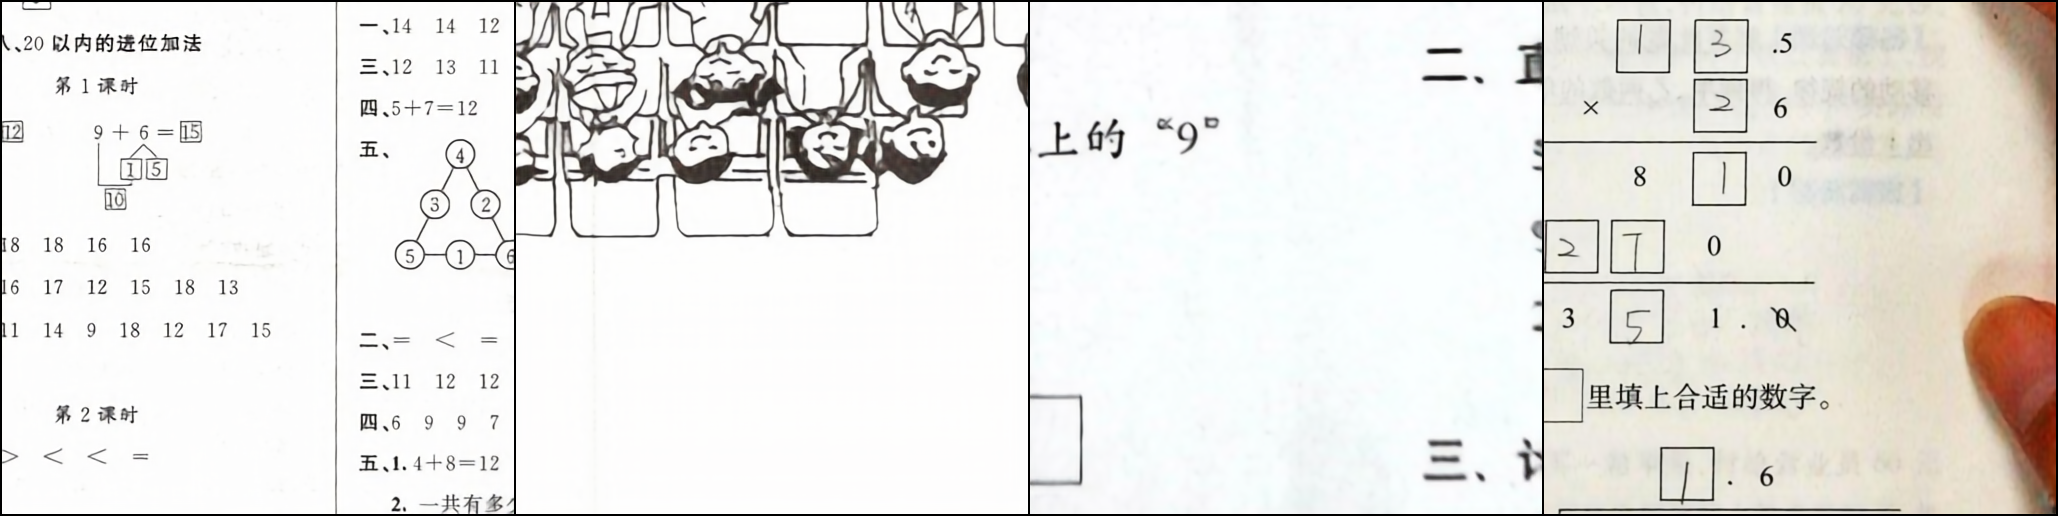 八、20 以内的进位加法
第 1 课时
12
9 + 6 = 15
1 5
10
18 18 16 16
16 17 12 15 18 13
11 14 9 18 12 17 15
第 2 课时
> < < =
一、14 14 12
三、12 13 11
四、5+7=12
五、
4
3 2
5 1 6
二、= < =
三、11 12 12
四、6 9 9 7
五、1. 4+8=12
2. 一共有多
上的 “9”
二、
三、
1 3 .5
× 2 6
8 1 0
2 7 0
3 5 1 . 0
里填上合适的数字。
1 . 6